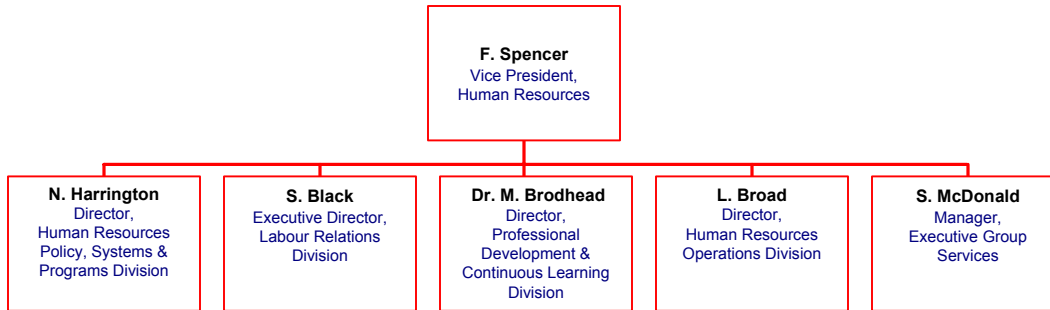 F. Spencer
Vice President,
Human Resources
N. Harrington
Director,
Human Resources
Policy, Systems &
Programs Division
S. Black
Executive Director,
Labour Relations
Division
Dr. M. Brodhead
Director,
Professional
Development &
Continuous Learning
Division
L. Broad
Director,
Human Resources
Operations Division
S. McDonald
Manager,
Executive Group
Services